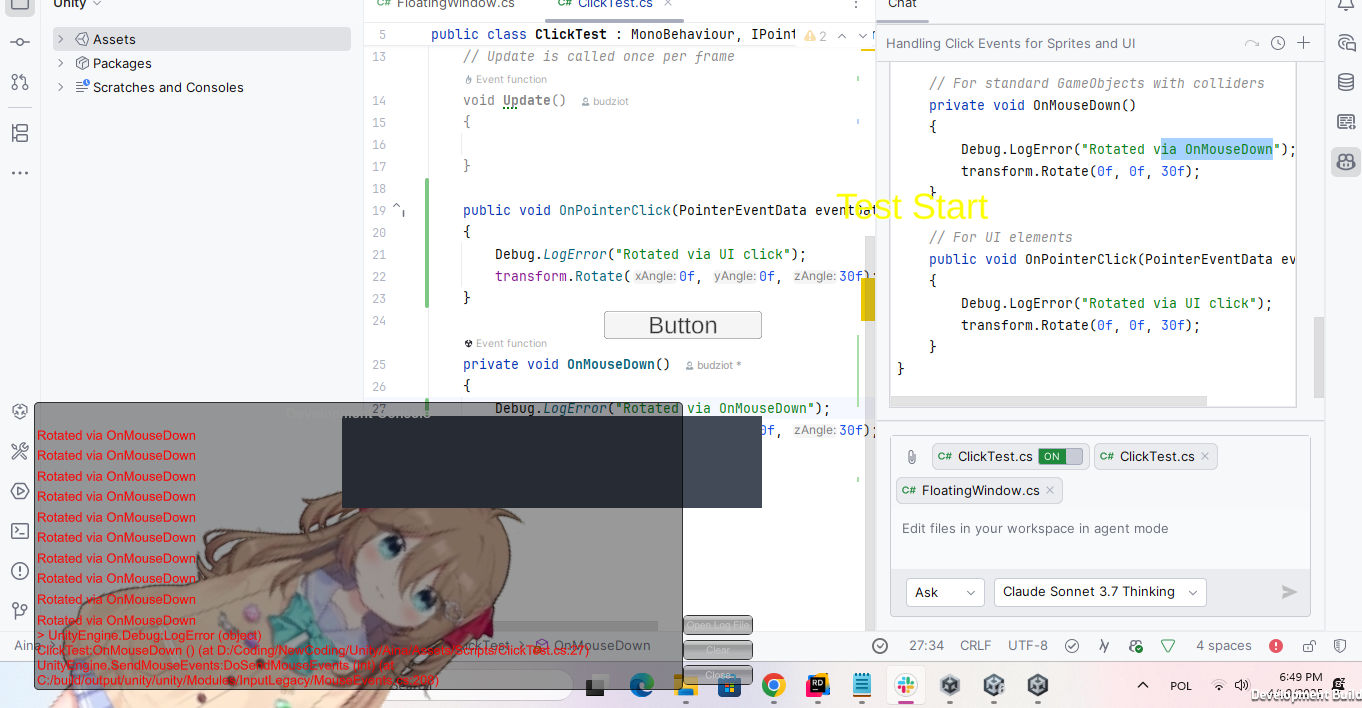 Unity
Assets
Packages
Scratches and Consoles
FloatingWindow.cs
ClickTest.cs
5 public class ClickTest : MonoBehaviour, IPoint
2
13 // Update is called once per frame
Event function
14 void Update() budziot
15 {
16
17 }
18
19 public void OnPointerClick(PointerEventData eventDat
20 {
21 Debug.LogError("Rotated via UI click");
22 transform.Rotate( xAngle: 0f, yAngle: 0f, zAngle: 30f);
23 }
24
Event function
25 private void OnMouseDown() budziot *
26 {
27 Debug.LogError("Rotated via OnMouseDown");
0f, zAngle: 30f);
Test Start
Button
Chat
Handling Click Events for Sprites and UI
// For standard GameObjects with colliders
private void OnMouseDown()
{
Debug.LogError("Rotated via OnMouseDown");
transform.Rotate(0f, 0f, 30f);
}
// For UI elements
public void OnPointerClick(PointerEventData ev
{
Debug.LogError("Rotated via UI click");
transform.Rotate(0f, 0f, 30f);
}
}
C# ClickTest.cs ON
C# ClickTest.cs
C# FloatingWindow.cs
Edit files in your workspace in agent mode
Ask
Claude Sonnet 3.7 Thinking
Development Console
Rotated via OnMouseDown
Rotated via OnMouseDown
Rotated via OnMouseDown
Rotated via OnMouseDown
Rotated via OnMouseDown
Rotated via OnMouseDown
Rotated via OnMouseDown
Rotated via OnMouseDown
Rotated via OnMouseDown
Rotated via OnMouseDown
> UnityEngine.Debug:LogError (object)
ClickTest:OnMouseDown () (at D:/Coding/NewCoding/Unity/Aina/Assets/Scripts/ClickTest.cs:27)
UnityEngine.SendMouseEvents:DoSendMouseEvents (int) (at
C:/build/output/unity/unity/Modules/InputLegacy/MouseEvents.cs:200)
Open Log File
Clear
Close
Aina
ClickTest
OnMouseDown
27:34
CRLF
UTF-8
4 spaces
Search
RD
POL
6:49 PM
Development Build